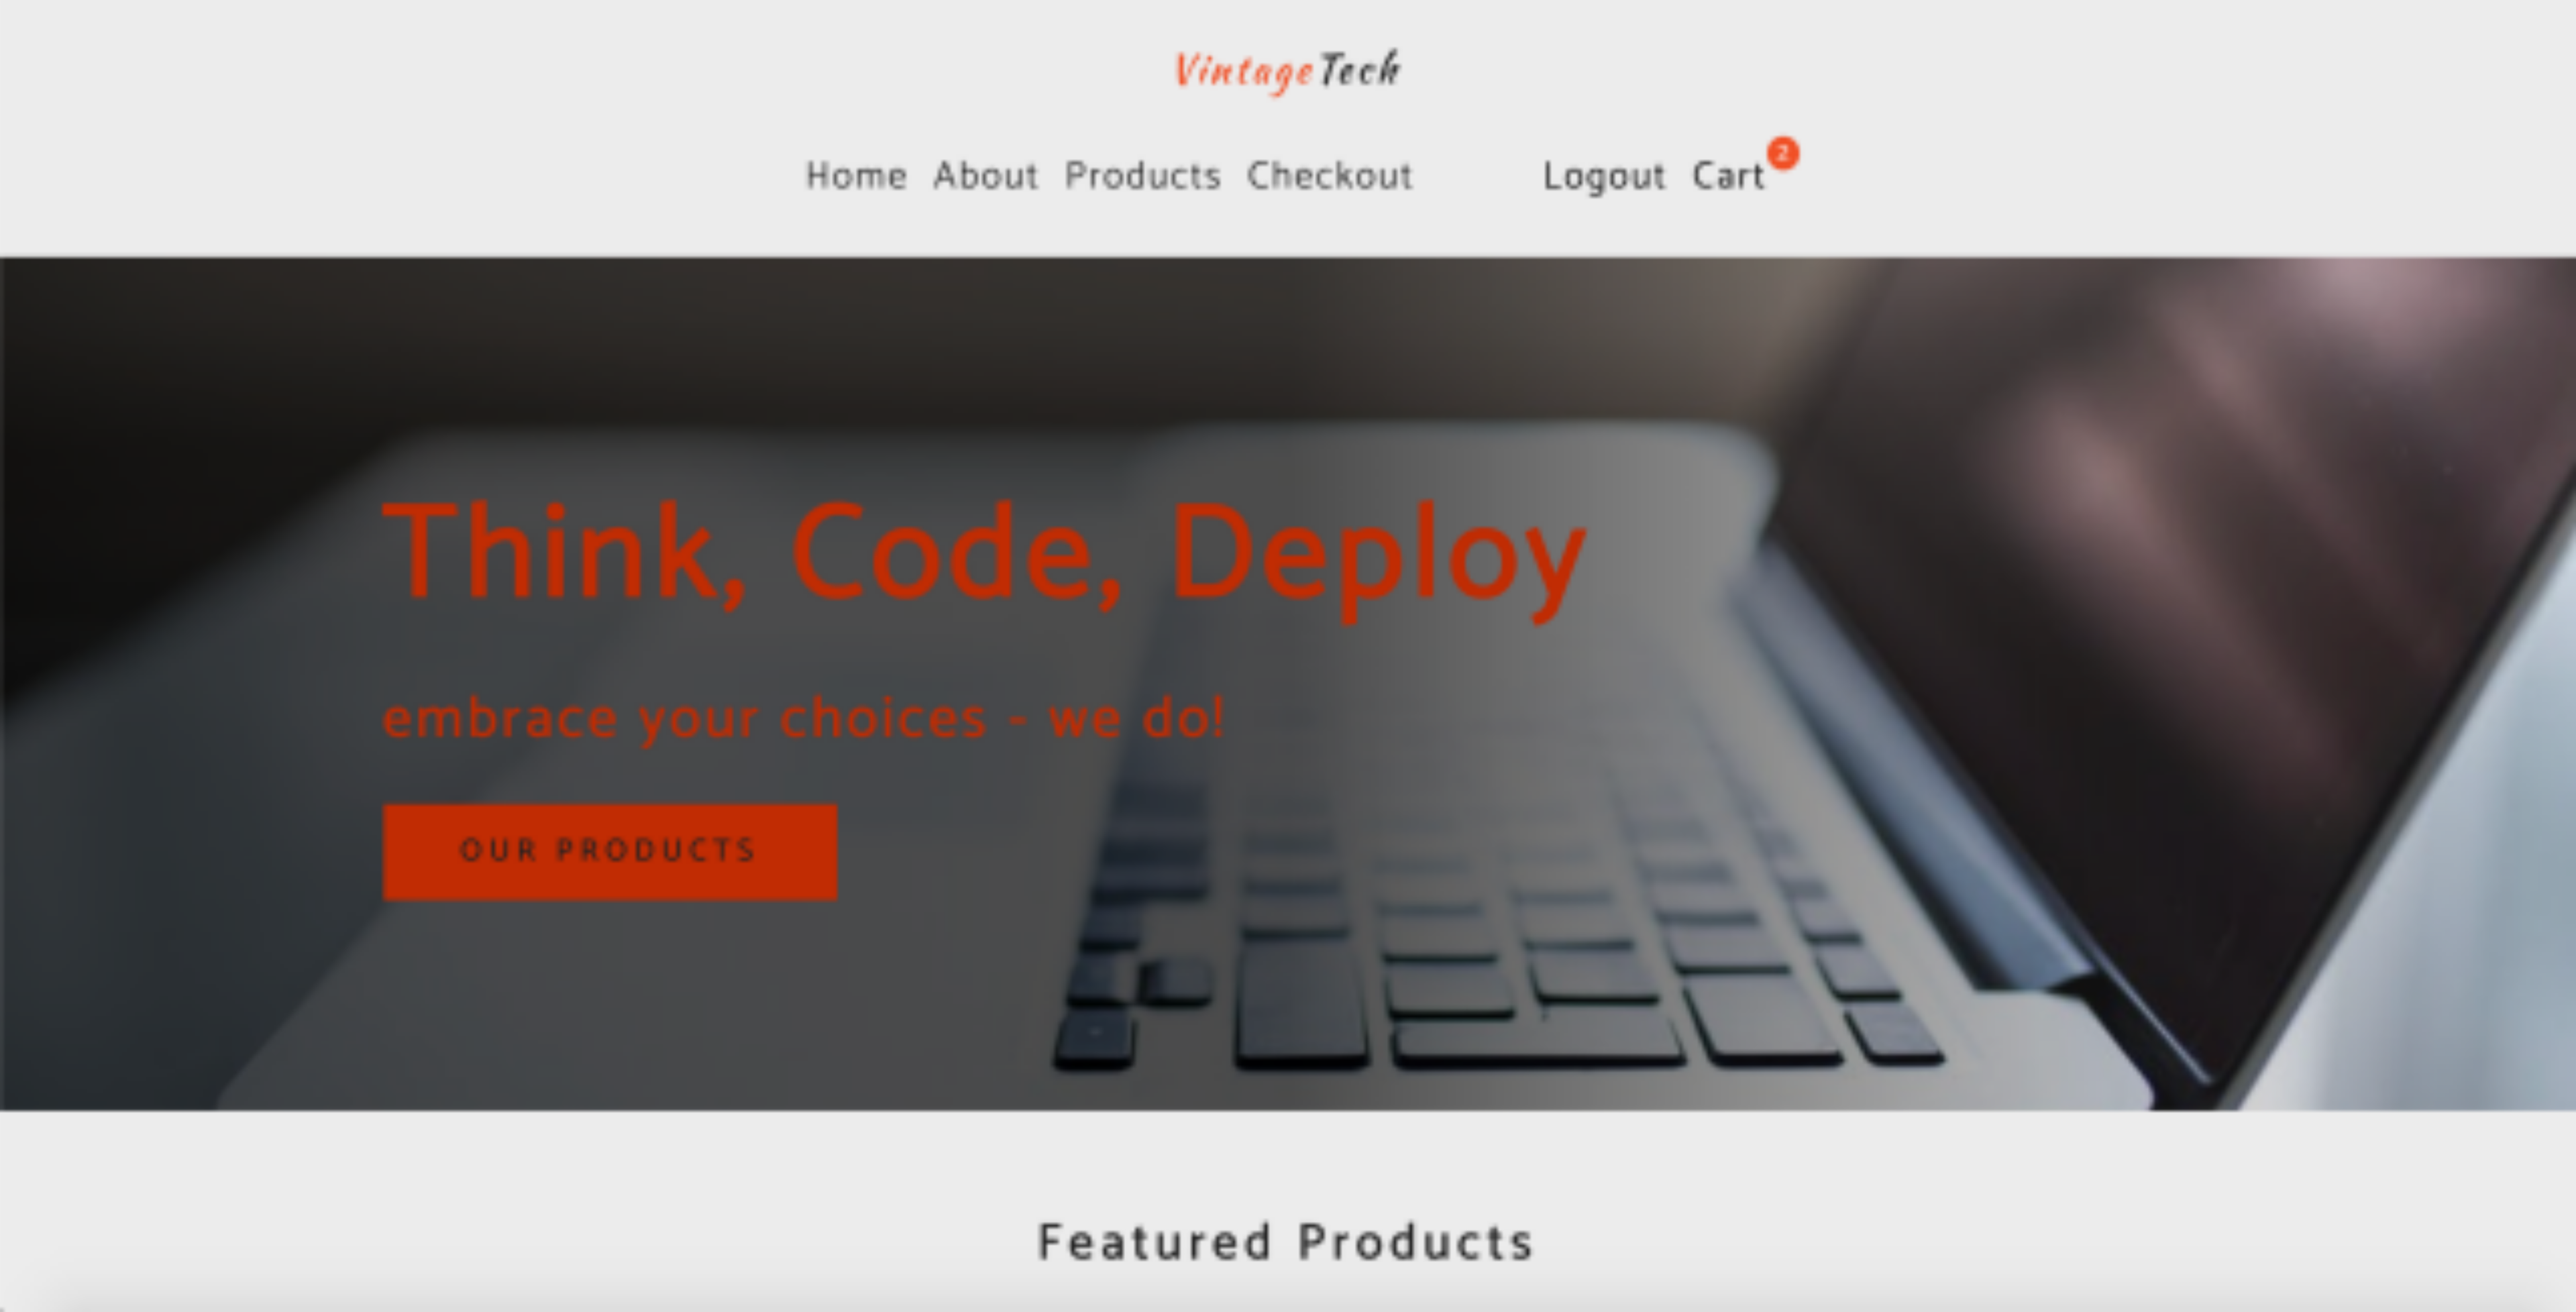 VintageTech
Home About Products Checkout Logout Cart 2
Think, Code, Deploy
embrace your choices - we do!
OUR PRODUCTS
Featured Products